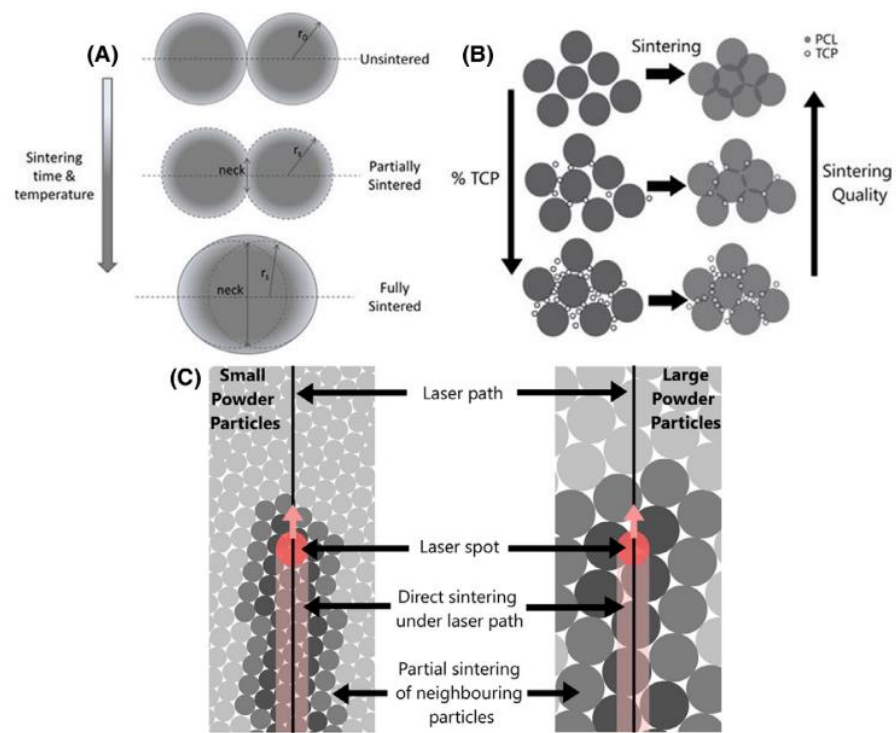 (A)
r0
Unsintered
Sintering
time &
temperature
neck
rs
Partially
Sintered
neck
rs
Fully
Sintered
(B)
Sintering
PCL
TCP
% TCP
Sintering
Quality
(C)
Small
Powder
Particles
Laser path
Large
Powder
Particles
Laser spot
Direct sintering
under laser path
Partial sintering
of neighbouring
particles